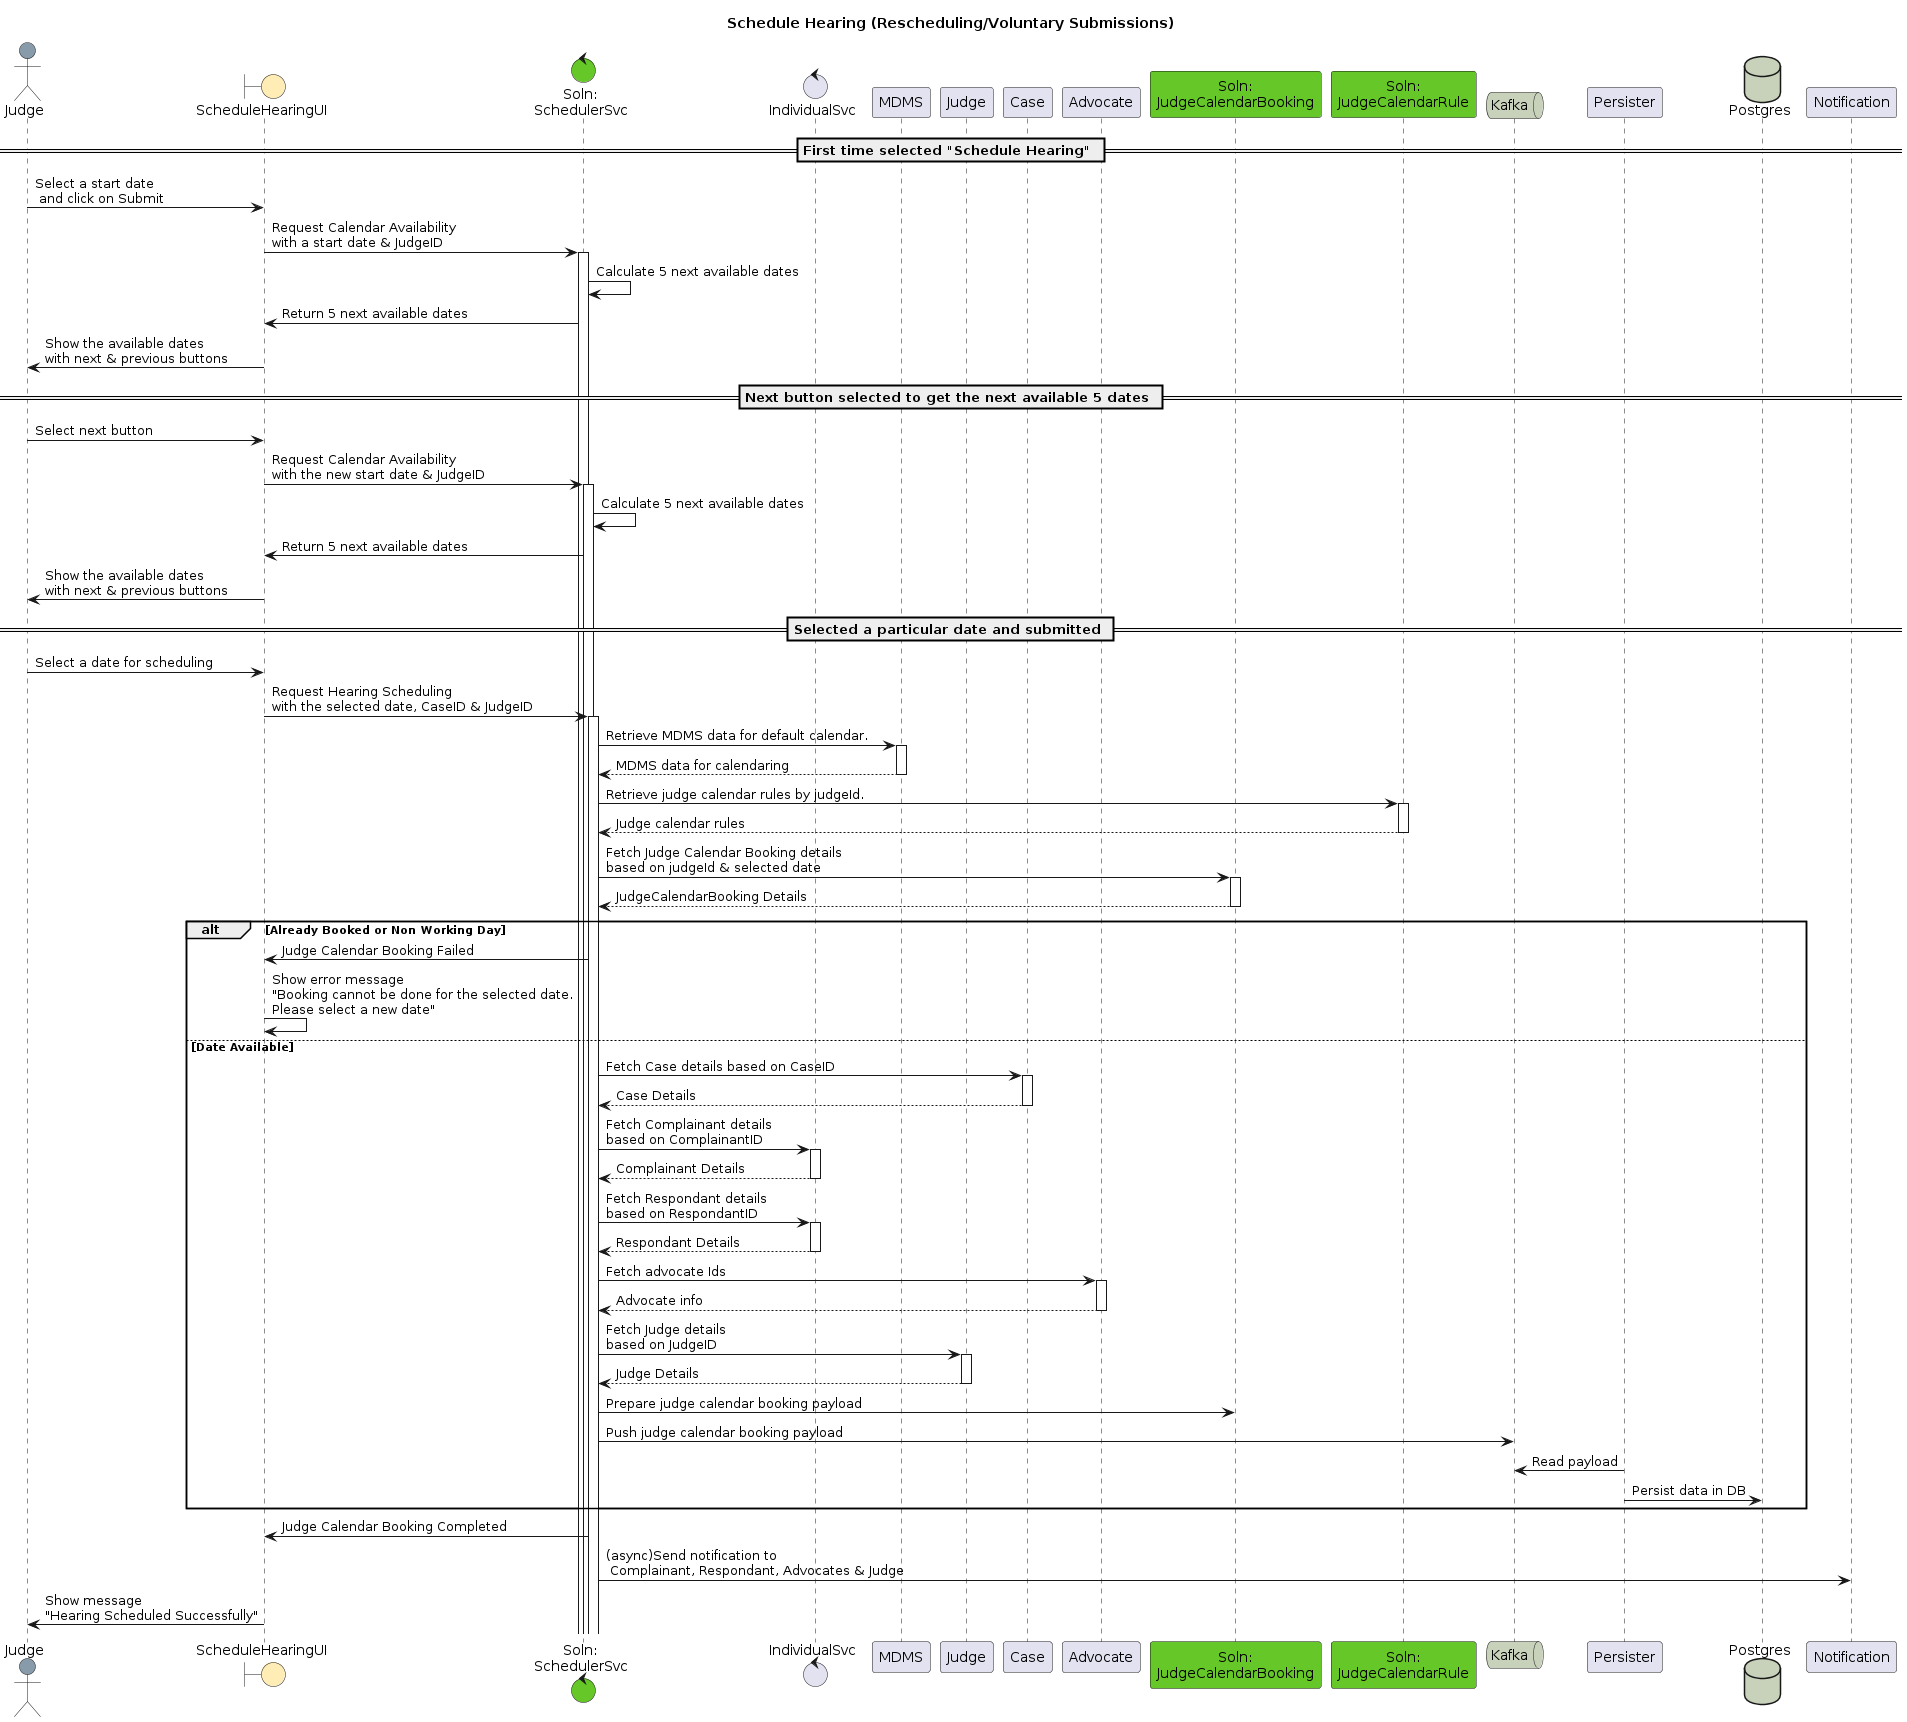 Schedule Hearing (Rescheduling/Voluntary Submissions)
Judge
ScheduleHearingUI
Soln:
SchedulerSvc
IndividualSvc
MDMS
Judge
Case
Advocate
Soln:
JudgeCalendarBooking
Soln:
JudgeCalendarRule
Kafka
Persister
Postgres
Notification
First time selected "Schedule Hearing"
Select a start date
and click on Submit
Request Calendar Availability
with a start date & JudgeID
Calculate 5 next available dates
Return 5 next available dates
Show the available dates
with next & previous buttons
Next button selected to get the next available 5 dates
Select next button
Request Calendar Availability
with the new start date & JudgeID
Calculate 5 next available dates
Return 5 next available dates
Show the available dates
with next & previous buttons
Selected a particular date and submitted
Select a date for scheduling
Request Hearing Scheduling
with the selected date, CaseID & JudgeID
Retrieve MDMS data for default calendar.
MDMS data for calendaring
Retrieve judge calendar rules by judgeId.
Judge calendar rules
Fetch Judge Calendar Booking details
based on judgeId & selected date
JudgeCalendarBooking Details
alt [Already Booked or Non Working Day]
Judge Calendar Booking Failed
Show error message
"Booking cannot be done for the selected date.
Please select a new date"
[Date Available]
Fetch Case details based on CaseID
Case Details
Fetch Complainant details
based on ComplainantID
Complainant Details
Fetch Respondant details
based on RespondantID
Respondant Details
Fetch advocate Ids
Advocate info
Fetch Judge details
based on JudgeID
Judge Details
Prepare judge calendar booking payload
Push judge calendar booking payload
Read payload
Persist data in DB
Judge Calendar Booking Completed
(async)Send notification to
Complainant, Respondant, Advocates & Judge
Show message
"Hearing Scheduled Successfully"
Judge
ScheduleHearingUI
Soln:
SchedulerSvc
IndividualSvc
MDMS
Judge
Case
Advocate
Soln:
JudgeCalendarBooking
Soln:
JudgeCalendarRule
Kafka
Persister
Postgres
Notification